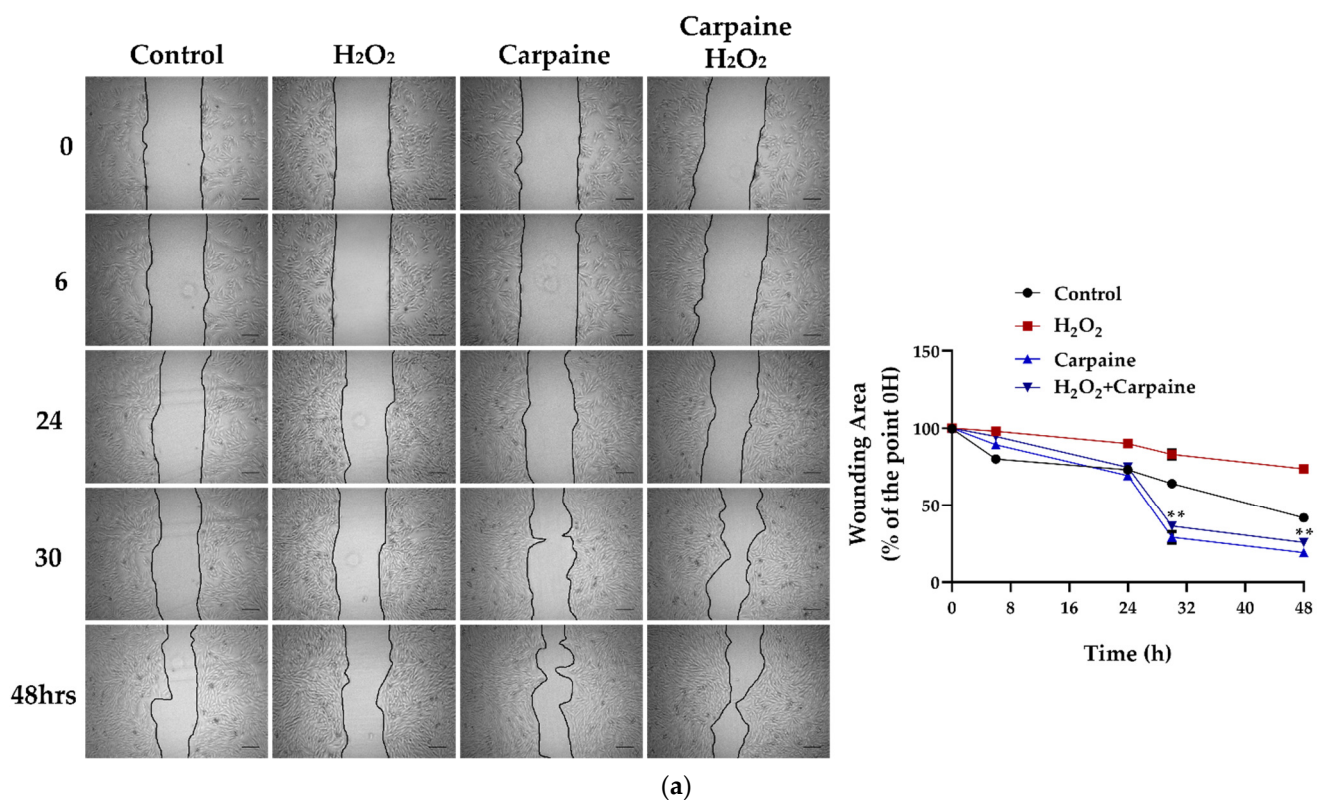 Control
H2O2
Carpaine
Carpaine
H2O2
0
6
24
30
48hrs
Control
H2O2
Carpaine
H2O2+Carpaine
Wounding Area
(% of the point 0H)
150
100
50
0
**
**
0 8 16 24 32 40 48
Time (h)
(a)